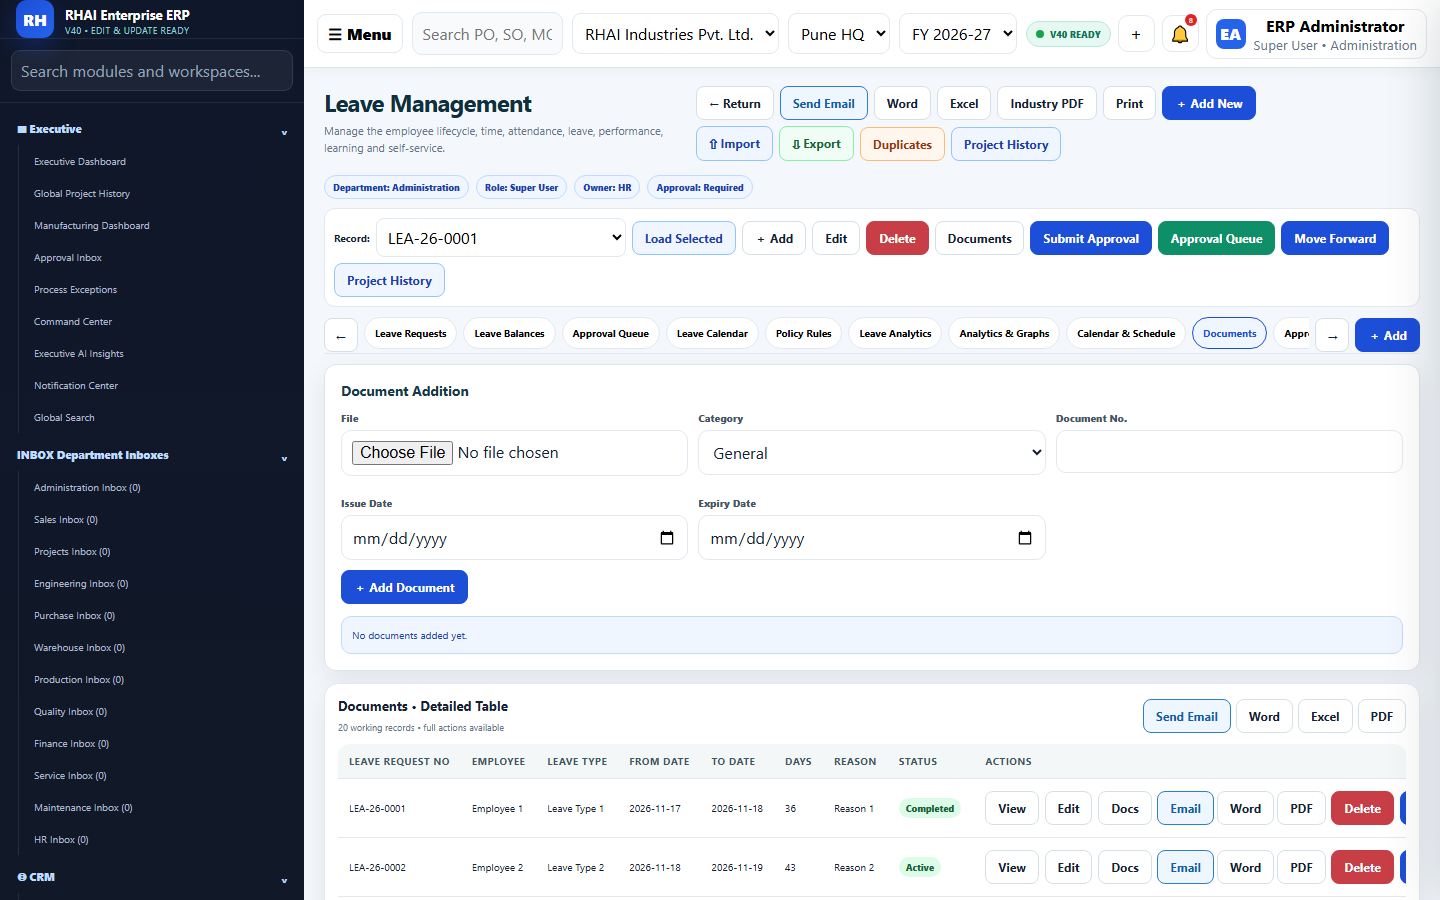 RH
RHAI Enterprise ERP
V40 • EDIT & UPDATE READY
Search modules and workspaces...
Executive
Executive Dashboard
Global Project History
Manufacturing Dashboard
Approval Inbox
Process Exceptions
Command Center
Executive AI Insights
Notification Center
Global Search
INBOX Department Inboxes
Administration Inbox (0)
Sales Inbox (0)
Projects Inbox (0)
Engineering Inbox (0)
Purchase Inbox (0)
Warehouse Inbox (0)
Production Inbox (0)
Quality Inbox (0)
Finance Inbox (0)
Service Inbox (0)
Maintenance Inbox (0)
HR Inbox (0)
CRM
☰ Menu
Search PO, SO, MC
RHAI Industries Pvt. Ltd.
Pune HQ
FY 2026-27
V40 READY
+
8
EA
ERP Administrator
Super User • Administration
Leave Management
Manage the employee lifecycle, time, attendance, leave, performance,
learning and self-service.
← Return
Send Email
Word
Excel
Industry PDF
Print
+ Add New
⇧ Import
⇩ Export
Duplicates
Project History
Department: Administration
Role: Super User
Owner: HR
Approval: Required
Record:
LEA-26-0001
Load Selected
+ Add
Edit
Delete
Documents
Submit Approval
Approval Queue
Move Forward
Project History
←
Leave Requests
Leave Balances
Approval Queue
Leave Calendar
Policy Rules
Leave Analytics
Analytics & Graphs
Calendar & Schedule
Documents
Appr
→
+ Add
Document Addition
File
Category
Document No.
Choose File No file chosen
General
Issue Date
Expiry Date
mm/dd/yyyy
mm/dd/yyyy
+ Add Document
No documents added yet.
Documents • Detailed Table
20 working records • full actions available
Send Email
Word
Excel
PDF
LEAVE REQUEST NO EMPLOYEE LEAVE TYPE FROM DATE TO DATE DAYS REASON STATUS ACTIONS
LEA-26-0001 Employee 1 Leave Type 1 2026-11-17 2026-11-18 36 Reason 1 Completed View Edit Docs Email Word PDF Delete
LEA-26-0002 Employee 2 Leave Type 2 2026-11-18 2026-11-19 43 Reason 2 Active View Edit Docs Email Word PDF Delete